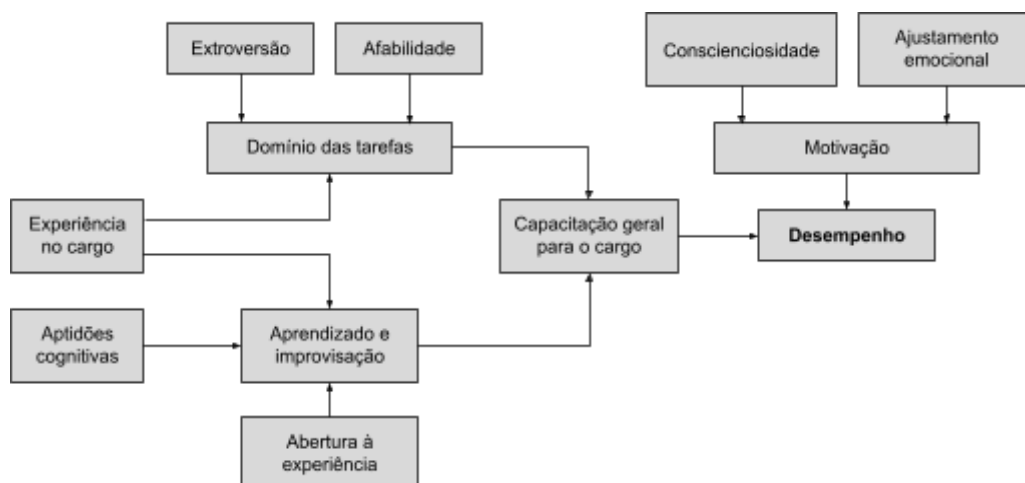 Extroversão
Afabilidade
Conscienciosidade
Ajustamento
emocional
Domínio das tarefas
Motivação
Experiência
no cargo
Capacitação geral
para o cargo
Desempenho
Aptidões
cognitivas
Aprendizado e
improvisação
Abertura à
experiência